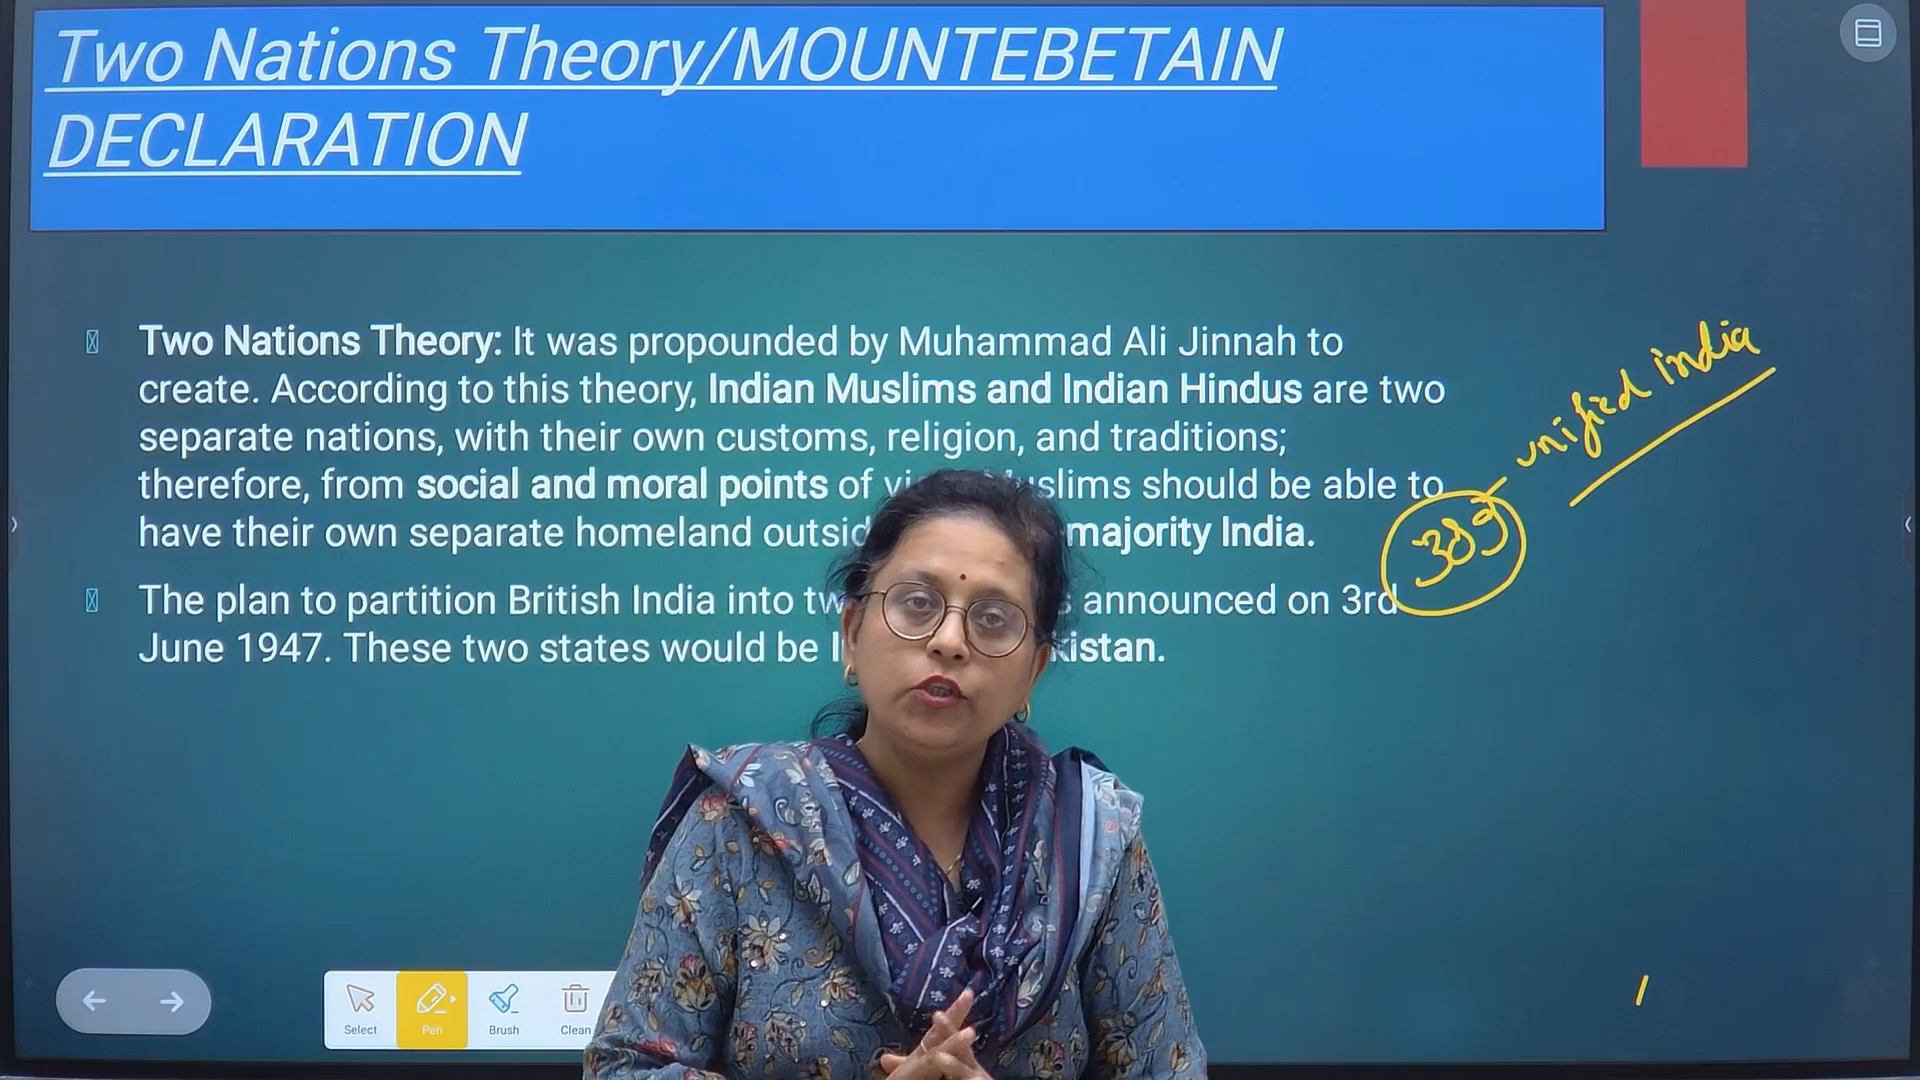 Two Nations Theory/MOUNTEBETAIN
DECLARATION
Two Nations Theory: It was propounded by Muhammad Ali Jinnah to
create. According to this theory, Indian Muslims and Indian Hindus are two
separate nations, with their own customs, religion, and traditions;
therefore, from social and moral points of Muslims should be able to
have their own separate homeland majority India.
The plan to partition British India into announced on 3rd
June 1947. These two states would be
unified india
389
Select
Pen
Brush
Clean